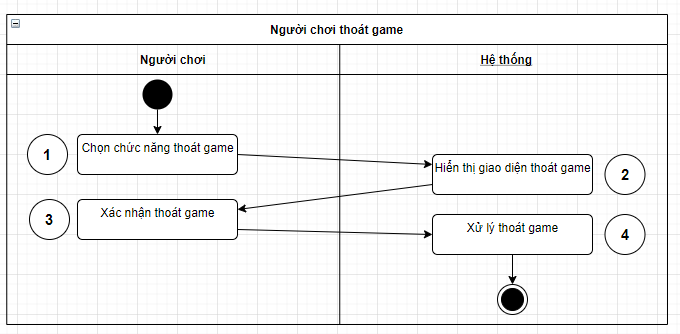 Người chơi thoát game
Người chơi
Hệ thống
1
Chọn chức năng thoát game
Hiển thị giao diện thoát game
2
3
Xác nhận thoát game
Xử lý thoát game
4